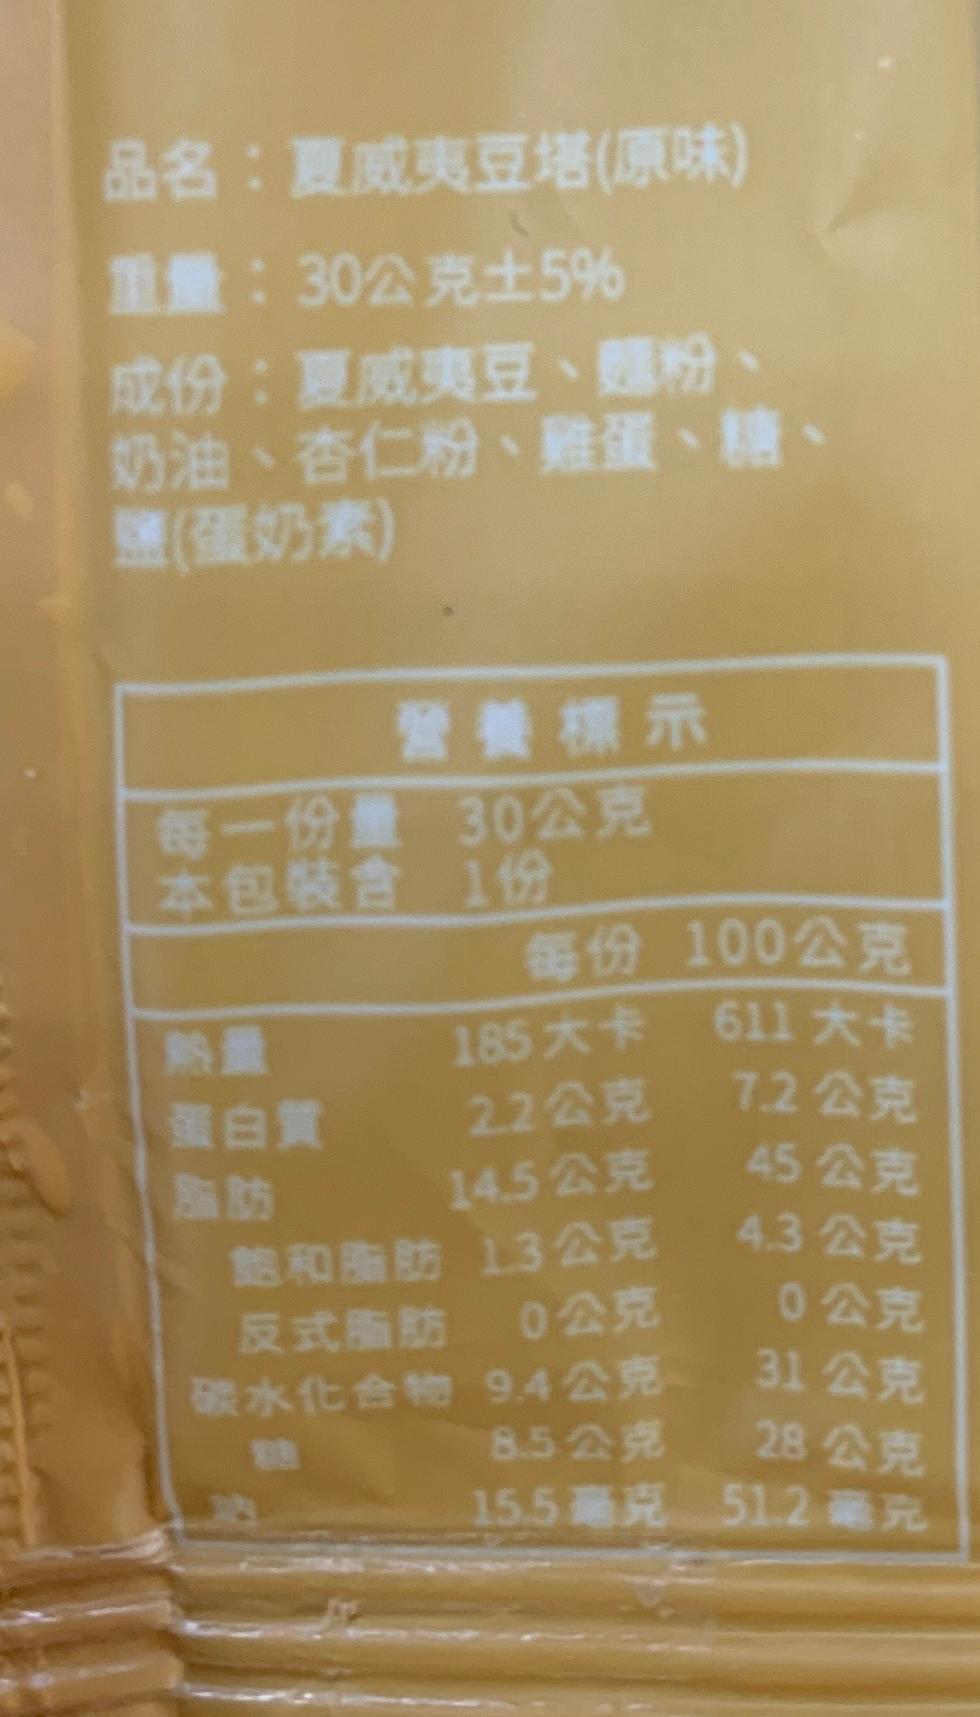 品名：夏威夷豆塔(原味)
重量：30公克±5%
成份：夏威夷豆、麵粉、
奶油、杏仁粉、雞蛋、糖、
鹽(蛋奶素)
營養標示
每一份量 30公克
本包裝含 1份
每份 100公克
熱量 185大卡 611大卡
蛋白質 2.2公克 7.2公克
脂肪 14.5公克 45公克
飽和脂肪 1.3公克 4.3公克
反式脂肪 0公克 0公克
碳水化合物 9.4公克 31公克
糖 8.5公克 28公克
鈉 15.5毫克 51.2毫克